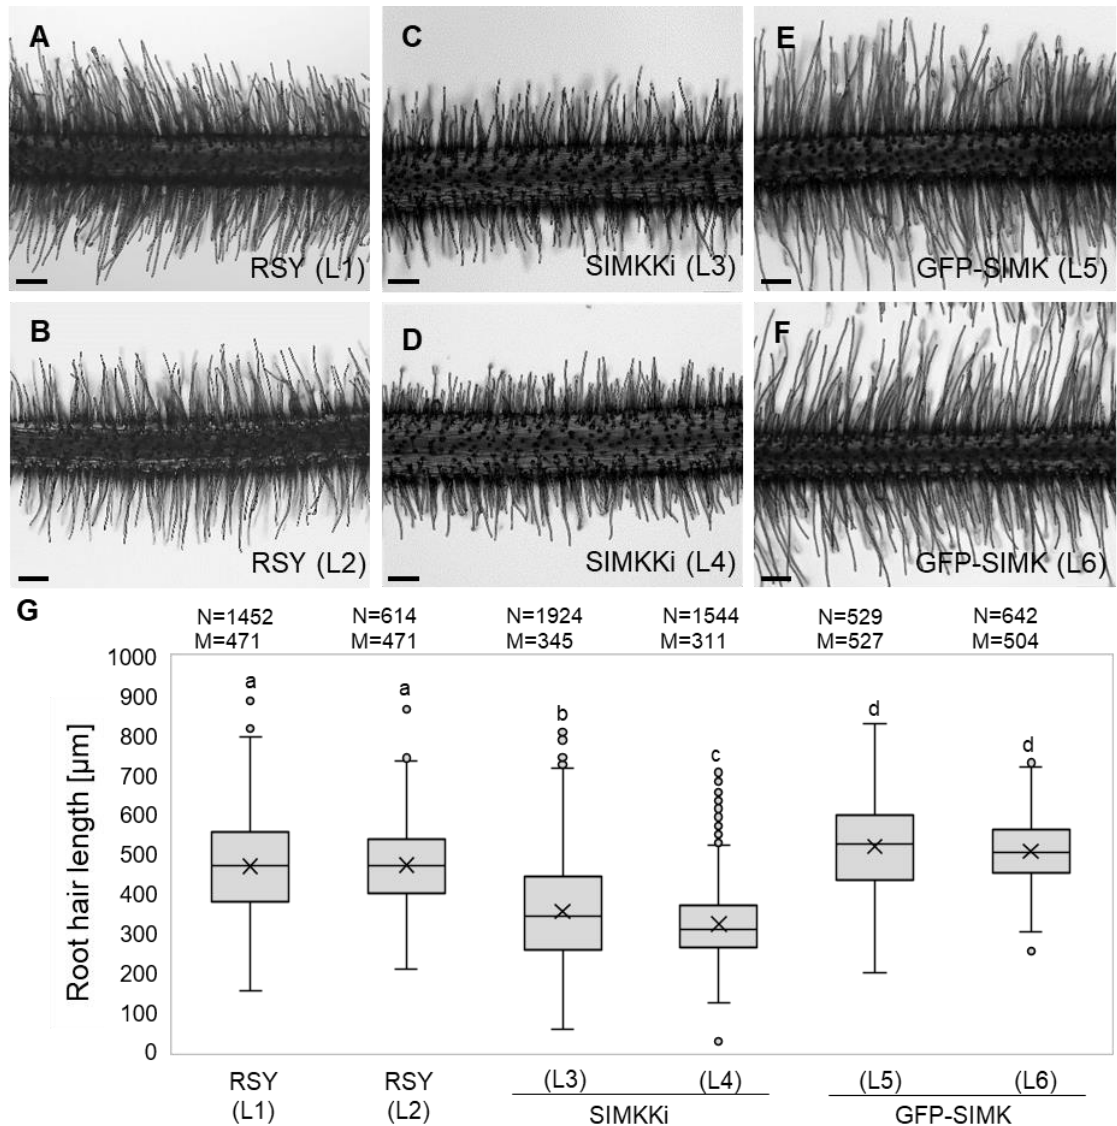 A
RSY (L1)
C
SIMKKi (L3)
E
GFP-SIMK (L5)
B
RSY (L2)
D
SIMKKi (L4)
F
GFP-SIMK (L6)
G
N=1452
M=471
N=614
M=471
N=1924
M=345
N=1544
M=311
N=529
M=527
N=642
M=504
Root hair length [µm]
1000
900
800
700
600
500
400
300
200
100
0
a
a
b
c
d
d
RSY
(L1)
RSY
(L2)
(L3)
(L4)
SIMKKi
(L5)
(L6)
GFP-SIMK